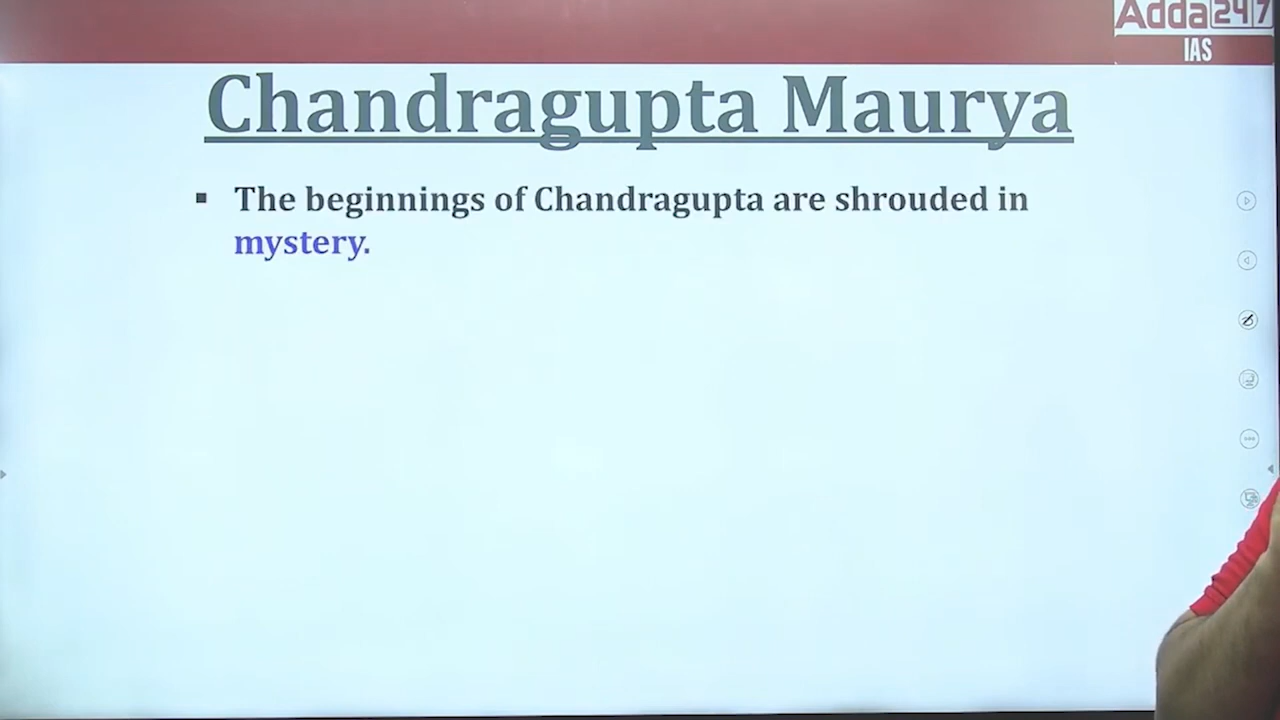 Adda247
IAS
Chandragupta Maurya
▪ The beginnings of Chandragupta are shrouded in
mystery.